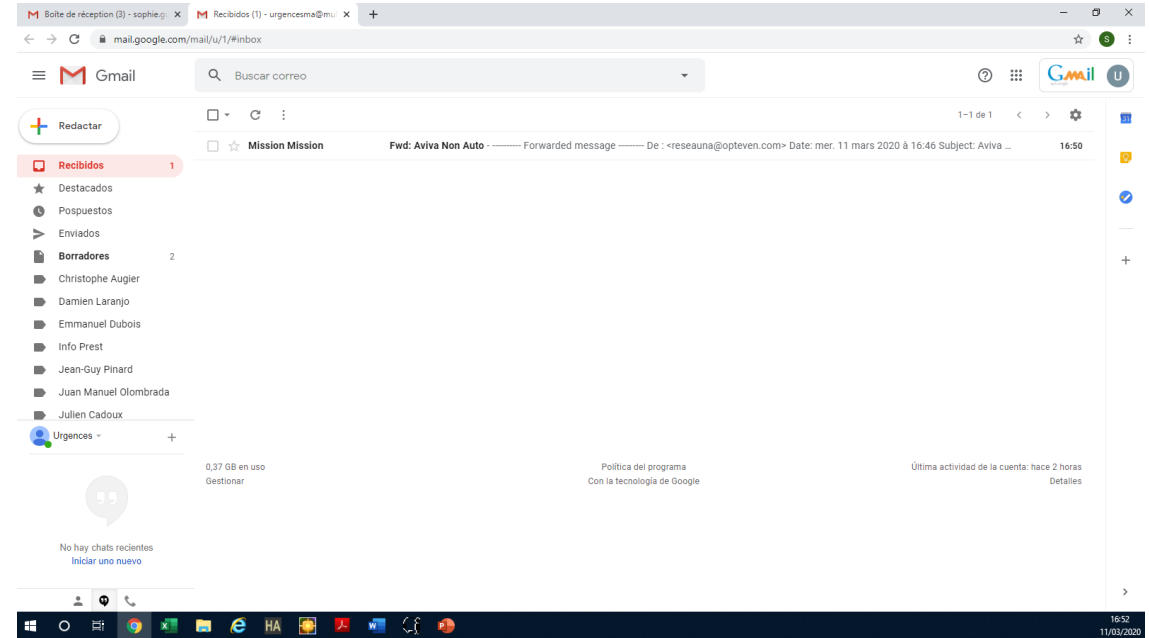 Boîte de réception (3) - sophie.g
Recibidos (1) - urgencesma@mu
mail.google.com/mail/u/1/#inbox
S
Gmail
Buscar correo
Gmail
U
Redactar
1–1 de 1
31
Mission Mission Fwd: Aviva Non Auto - ---------- Forwarded message --------- De : <reseauna@opteven.com> Date: mer. 11 mars 2020 à 16:46 Subject: Aviva ... 16:50
Recibidos 1
Destacados
Pospuestos
Enviados
Borradores 2
Christophe Augier
Damien Laranjo
Emmanuel Dubois
Info Prest
Jean-Guy Pinard
Juan Manuel Olombrada
Julien Cadoux
Urgences
0,37 GB en uso
Gestionar
Política del programa
Con la tecnología de Google
Última actividad de la cuenta: hace 2 horas
Detalles
No hay chats recientes
Iniciar uno nuevo
HA
16:52
11/03/2020